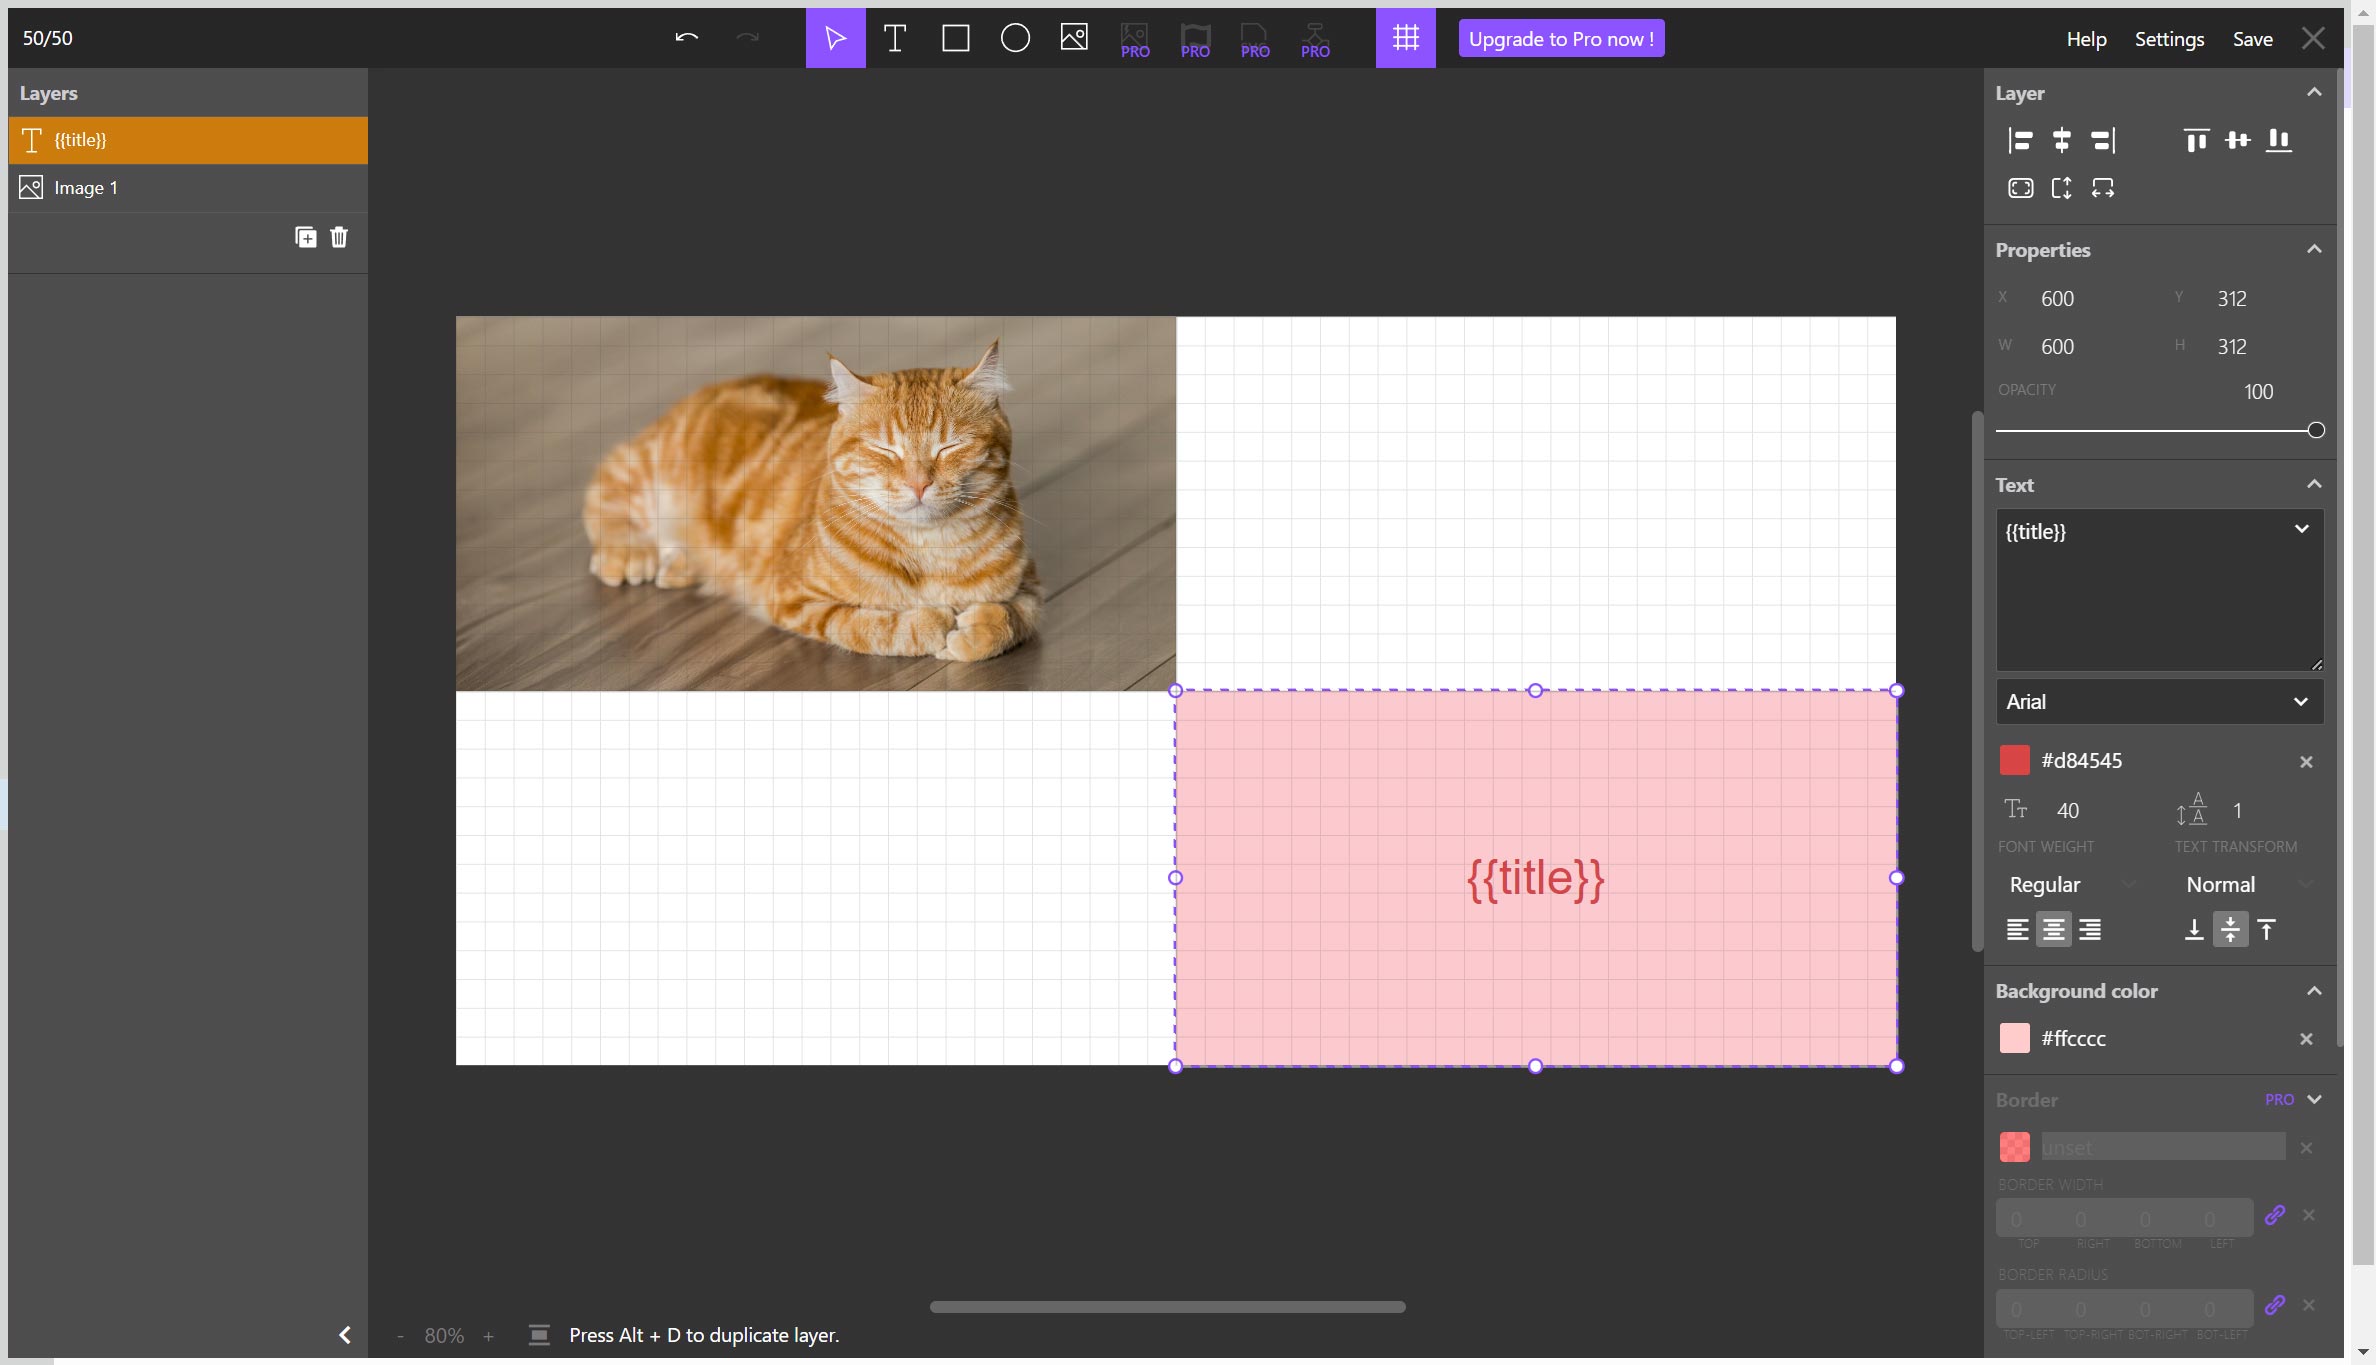 50/50
PRO
PRO
PRO
PRO
Upgrade to Pro now !
Help
Settings
Save
Layers
{{title}}
Image 1
{{title}}
- 80% +
Press Alt + D to duplicate layer.
Layer
Properties
X 600 Y 312
W 600 H 312
OPACITY 100
Text
{{title}}
Arial
#d84545
40 1
FONT WEIGHT TEXT TRANSFORM
Regular Normal
Background color
#ffcccc
Border PRO
unset
BORDER WIDTH
0 0 0 0
TOP RIGHT BOTTOM LEFT
BORDER RADIUS
0 0 0 0
TOP-LEFT TOP-RIGHT BOT-RIGHT BOT-LEFT